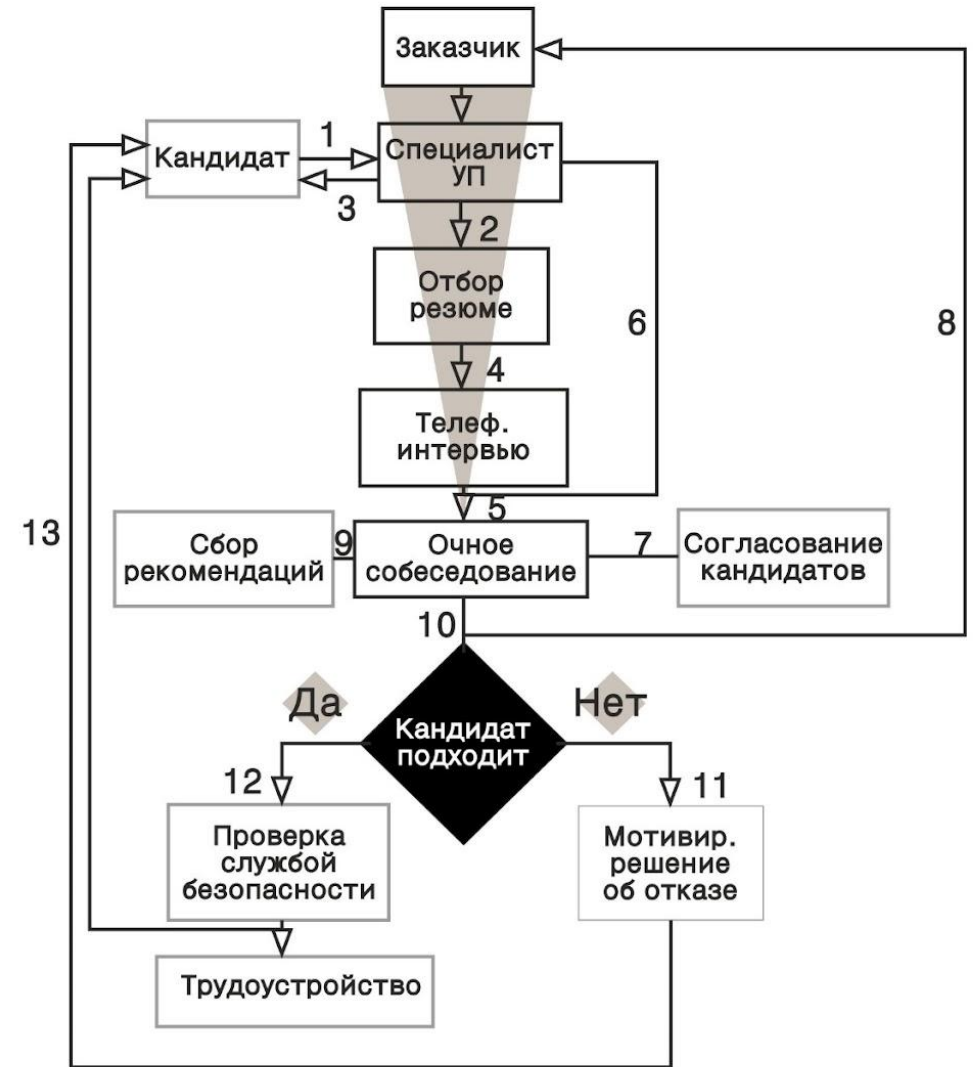 Заказчик
Кандидат
1
3
Специалист
УП
2
Отбор
резюме
6
8
4
Телеф.
интервью
5
13
Сбор
рекомендаций
9
Очное
собеседование
7
Согласование
кандидатов
10
Да
Нет
Кандидат
подходит
12
11
Проверка
службой
безопасности
Мотивир.
решение
об отказе
Трудоустройство